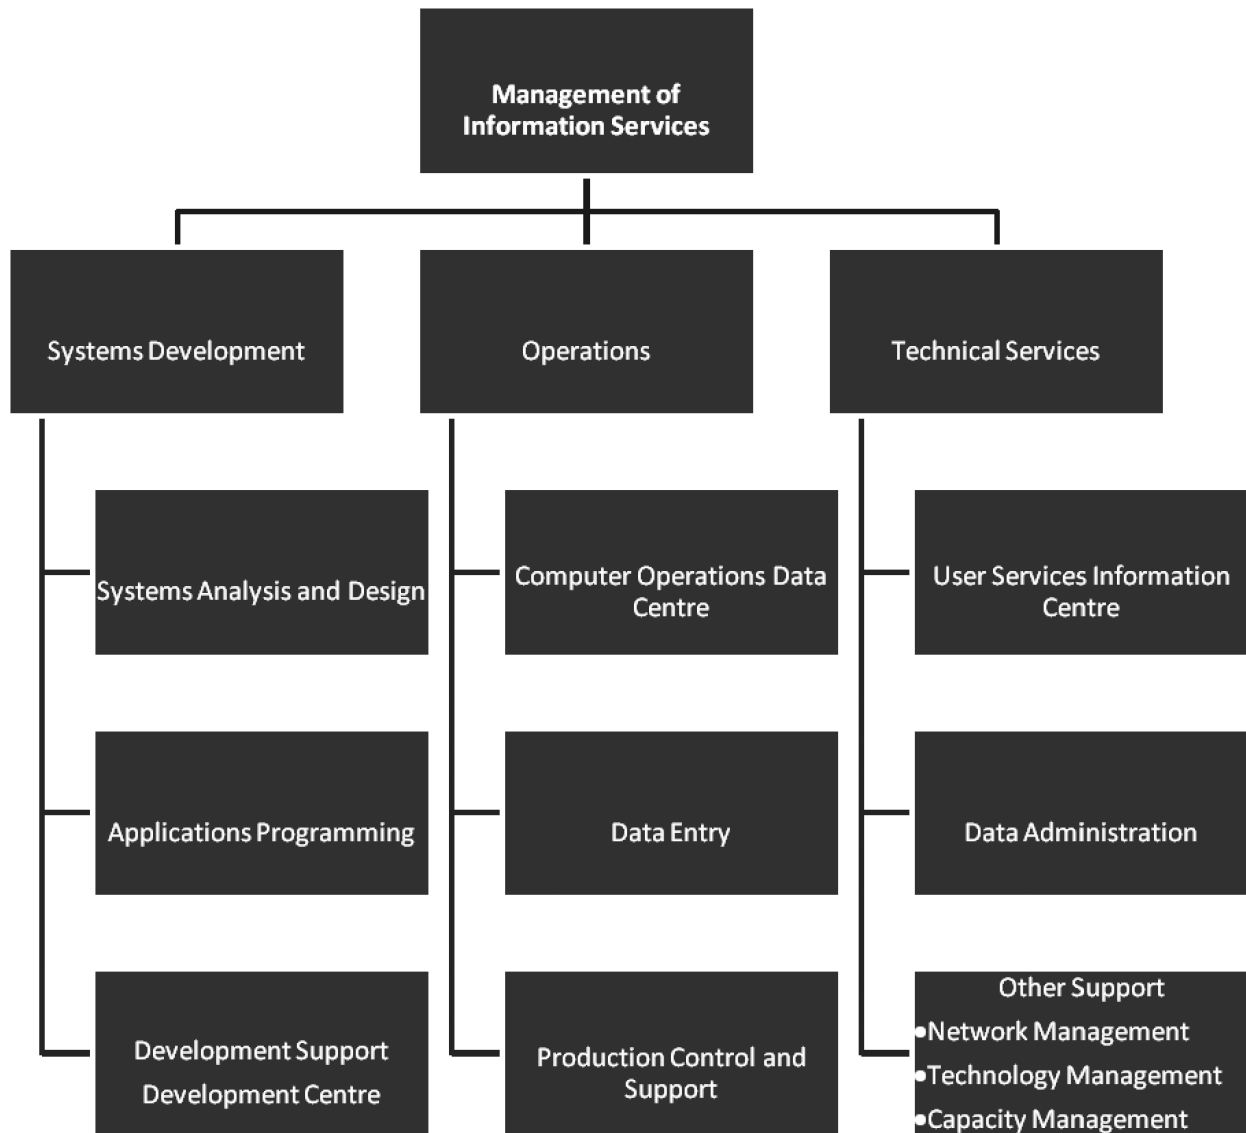 Management of
Information Services
Systems Development
Operations
Technical Services
Systems Analysis and Design
Computer Operations Data
Centre
User Services Information
Centre
Applications Programming
Data Entry
Data Administration
Development Support
Development Centre
Production Control and
Support
Other Support
•Network Management
•Technology Management
•Capacity Management